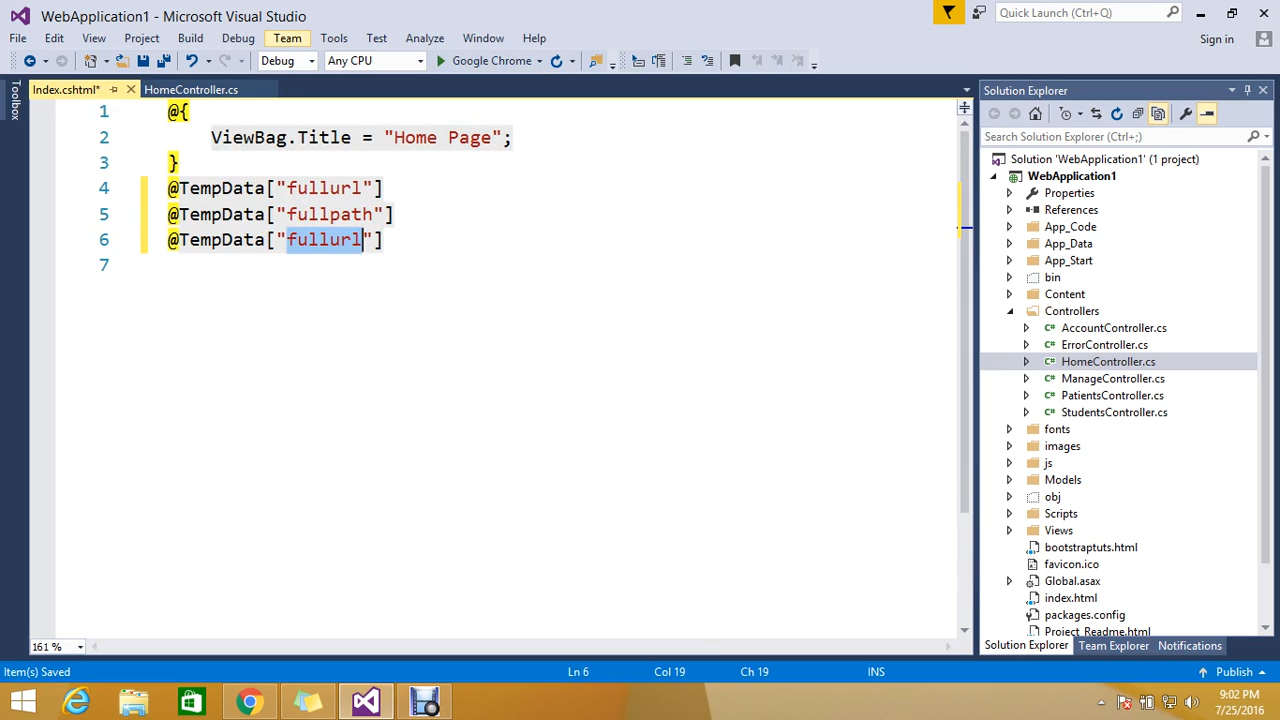 WebApplication1 - Microsoft Visual Studio
Quick Launch (Ctrl+Q)
File Edit View Project Build Debug Team Tools Test Analyze Window Help
Sign in
Debug Any CPU Google Chrome
Toolbox
Index.cshtml* HomeController.cs
1 @{
2 ViewBag.Title = "Home Page";
3 }
4 @TempData["fullurl"]
5 @TempData["fullpath"]
6 @TempData["fullurl"]
7
161 %
Solution Explorer
Search Solution Explorer (Ctrl+;)
Solution 'WebApplication1' (1 project)
WebApplication1
Properties
References
App_Code
App_Data
App_Start
bin
Content
Controllers
C# AccountController.cs
C# ErrorController.cs
C# HomeController.cs
C# ManageController.cs
C# PatientsController.cs
C# StudentsController.cs
fonts
images
js
Models
obj
Scripts
Views
bootstraptuts.html
favicon.ico
Global.asax
index.html
packages.config
Project_Readme.html
Solution Explorer Team Explorer Notifications
Item(s) Saved Ln 6 Col 19 Ch 19 INS Publish
9:02 PM
7/25/2016